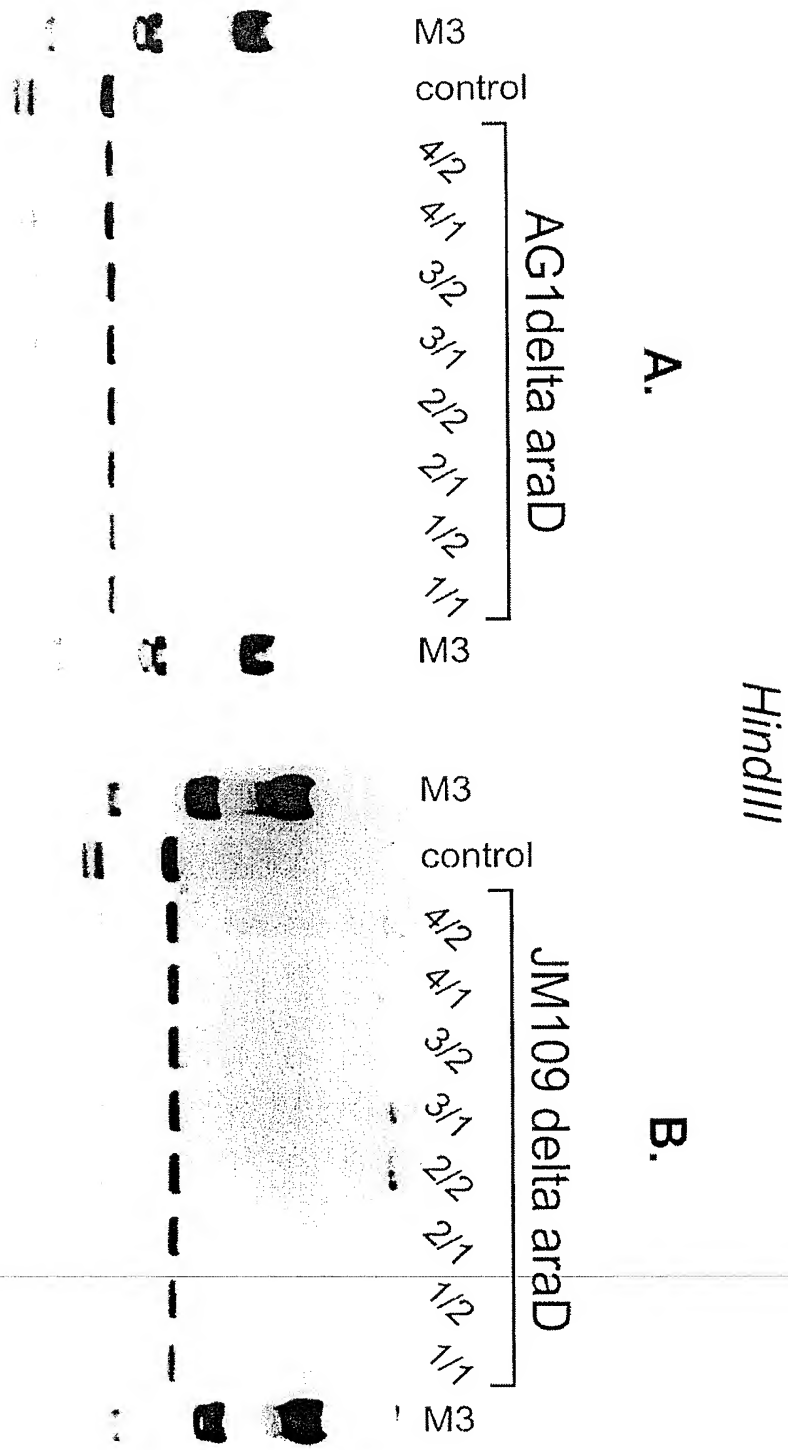 HindIII
A.
AG1delta araD
M3
control
4/2
4/1
3/2
3/1
2/2
2/1
1/2
1/1
M3
B.
JM109 delta araD
M3
control
4/2
4/1
3/2
3/1
2/2
2/1
1/2
1/1
M3